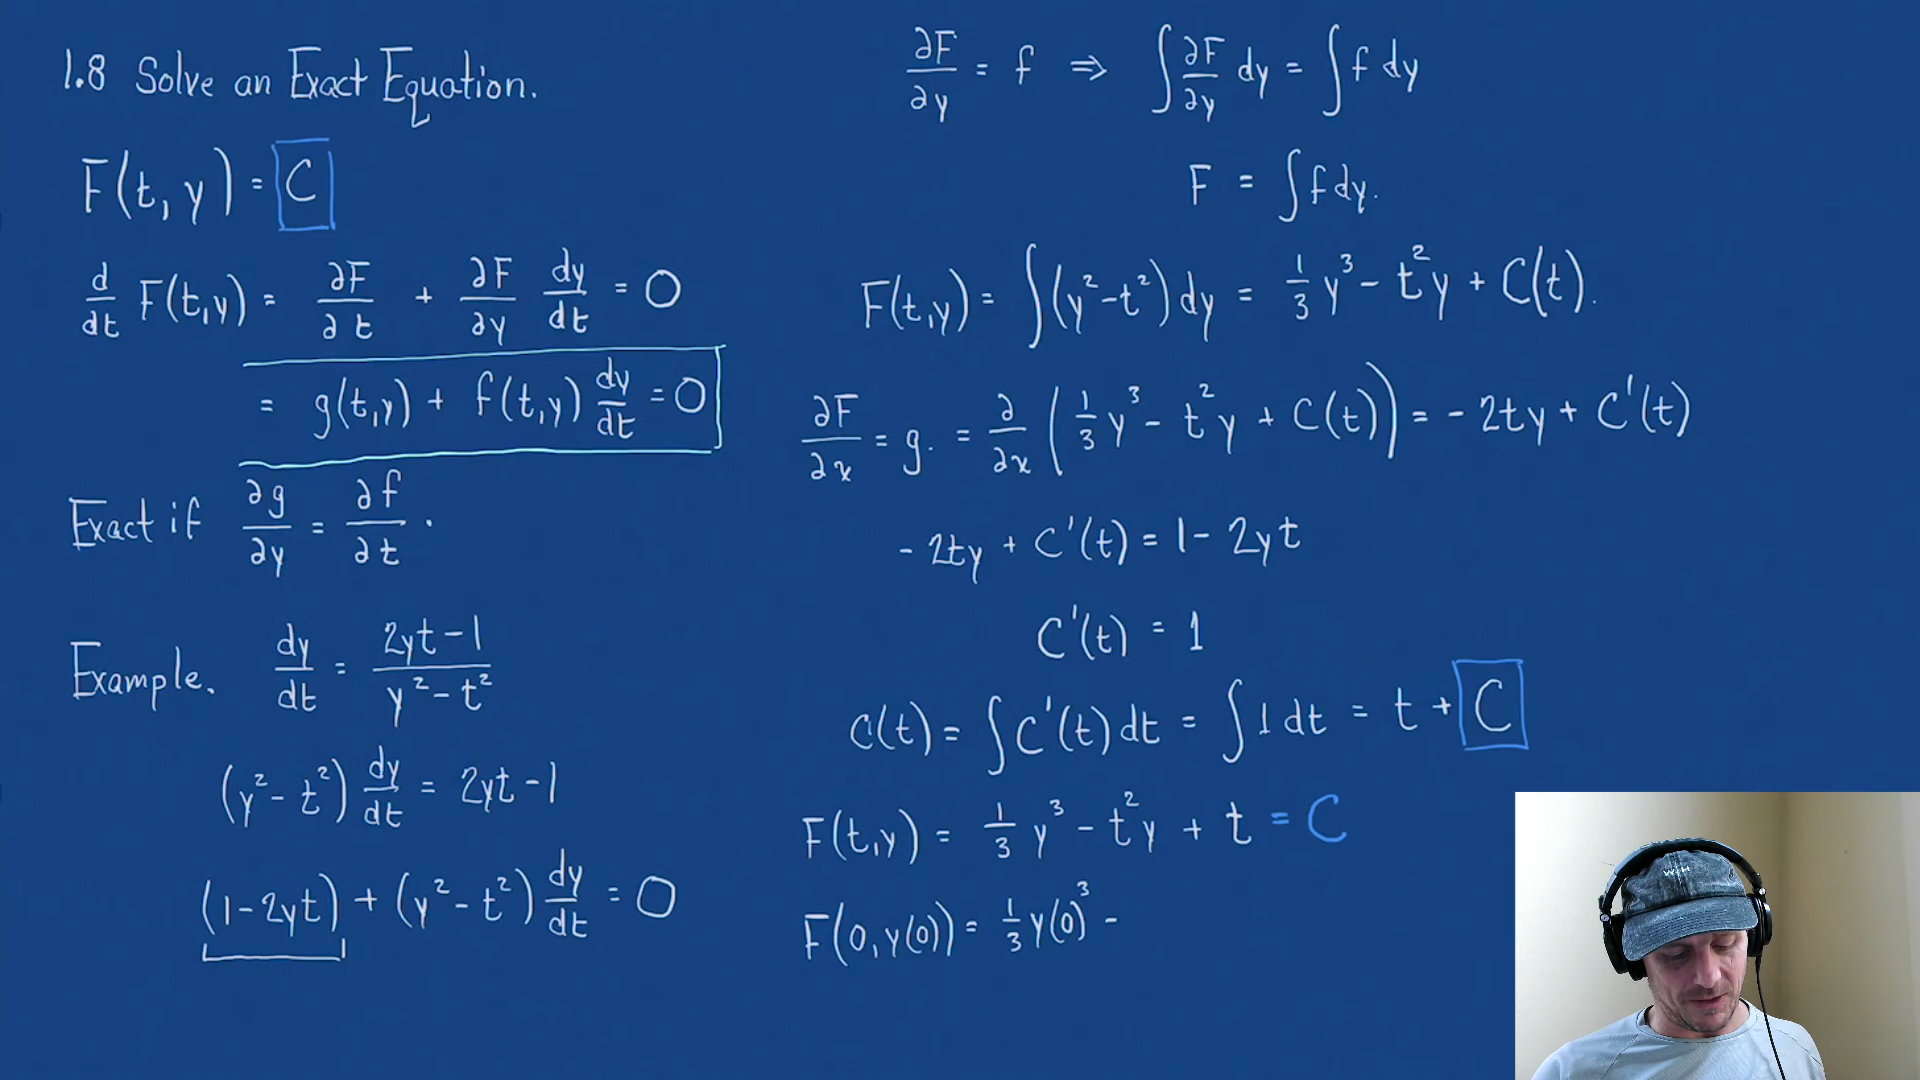 1.8 Solve an Exact Equation.
F(t, y) = C
d/dt F(t,y) = ∂F/∂t + ∂F/∂y dy/dt = 0
= g(t,y) + f(t,y) dy/dt = 0
Exact if ∂g/∂y = ∂f/∂t .
Example. dy/dt = (2yt - 1)/(y² - t²)
(y² - t²) dy/dt = 2yt - 1
(1 - 2yt) + (y² - t²) dy/dt = 0
∂F/∂y = f ⇒ ∫ ∂F/∂y dy = ∫ f dy
F = ∫ f dy.
F(t,y) = ∫(y² - t²) dy = 1/3 y³ - t²y + C(t).
∂F/∂x = g. = ∂/∂x (1/3 y³ - t²y + C(t)) = - 2ty + C'(t)
- 2ty + C'(t) = 1 - 2yt
C'(t) = 1
C(t) = ∫ C'(t) dt = ∫ 1 dt = t + C
F(t,y) = 1/3 y³ - t²y + t = C
F(0, y(0)) = 1/3 y(0)³ -